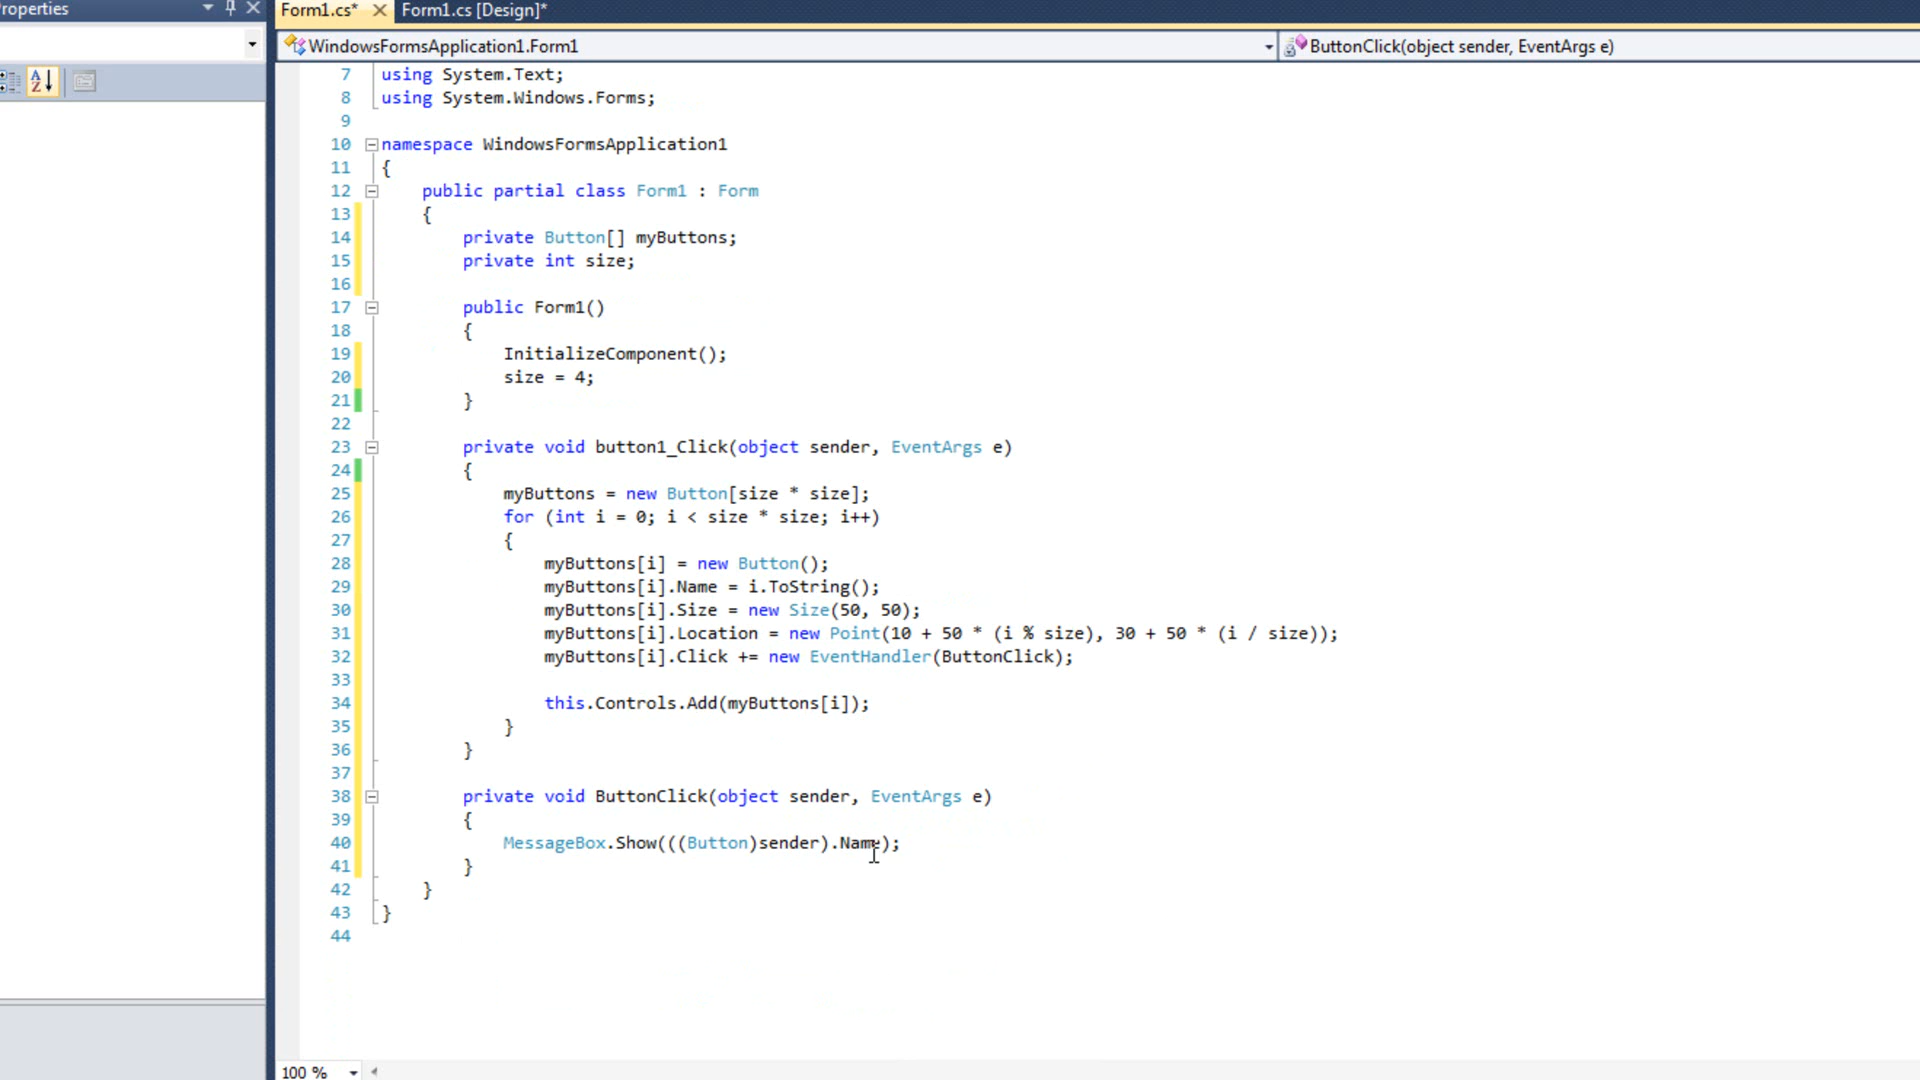 roperties
Form1.cs*
Form1.cs [Design]*
WindowsFormsApplication1.Form1
ButtonClick(object sender, EventArgs e)
7 using System.Text;
8 using System.Windows.Forms;
9
10 namespace WindowsFormsApplication1
11 {
12 public partial class Form1 : Form
13 {
14 private Button[] myButtons;
15 private int size;
16
17 public Form1()
18 {
19 InitializeComponent();
20 size = 4;
21 }
22
23 private void button1_Click(object sender, EventArgs e)
24 {
25 myButtons = new Button[size * size];
26 for (int i = 0; i < size * size; i++)
27 {
28 myButtons[i] = new Button();
29 myButtons[i].Name = i.ToString();
30 myButtons[i].Size = new Size(50, 50);
31 myButtons[i].Location = new Point(10 + 50 * (i % size), 30 + 50 * (i / size));
32 myButtons[i].Click += new EventHandler(ButtonClick);
33
34 this.Controls.Add(myButtons[i]);
35 }
36 }
37
38 private void ButtonClick(object sender, EventArgs e)
39 {
40 MessageBox.Show(((Button)sender).Name);
41 }
42 }
43 }
44
100 %